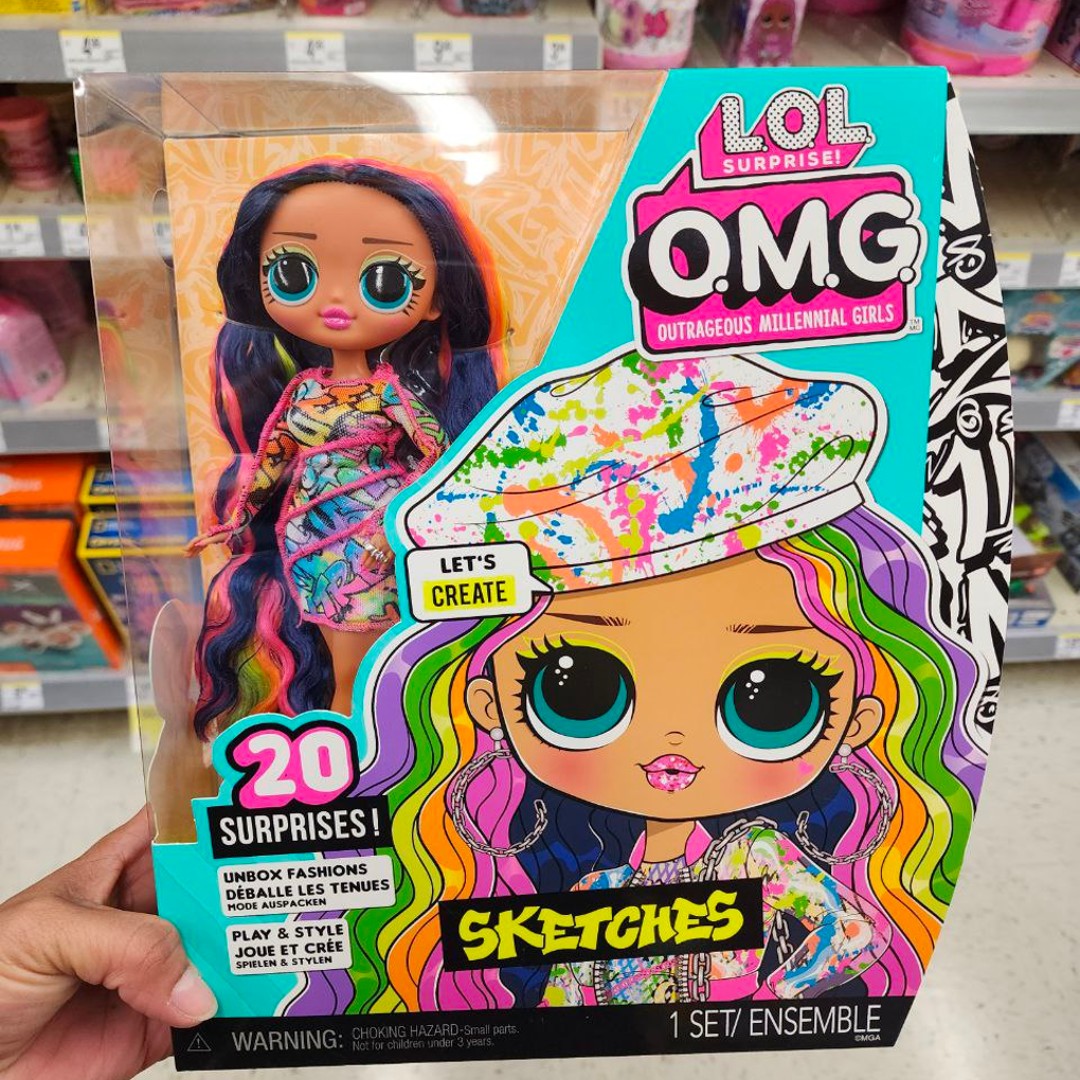 L.O.L.
SURPRISE!
O.M.G.
OUTRAGEOUS MILLENNIAL GIRLS
TM
MC
LET'S
CREATE
20
SURPRISES!
UNBOX FASHIONS
DÉBALLE LES TENUES
MODE AUSPACKEN
PLAY & STYLE
JOUE ET CRÉE
SPIELEN & STYLEN
SKETCHES
WARNING: CHOKING HAZARD-Small parts.
Not for children under 3 years.
1 SET/ ENSEMBLE
©MGA